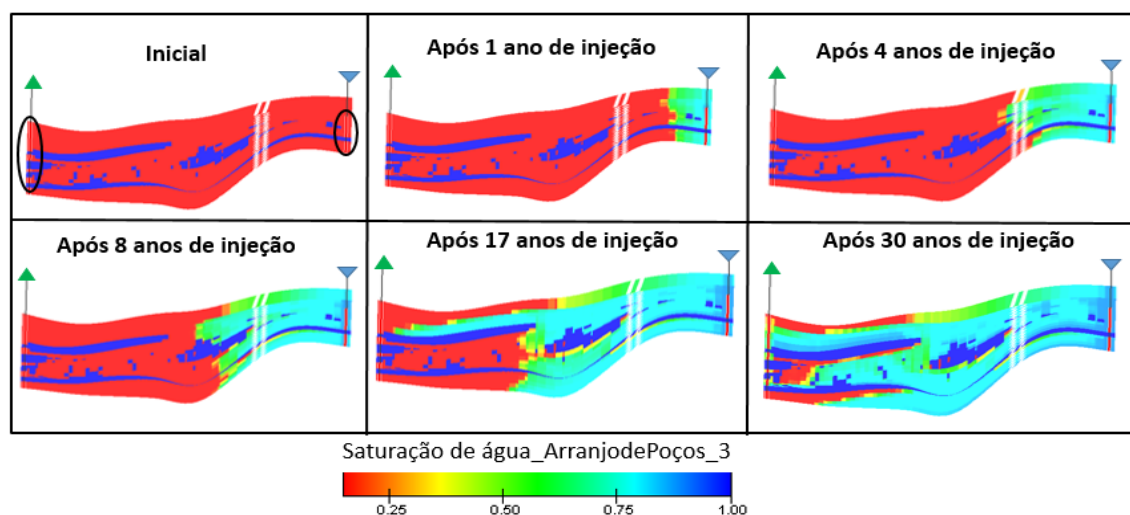 Inicial
Após 1 ano de injeção
Após 4 anos de injeção
Após 8 anos de injeção
Após 17 anos de injeção
Após 30 anos de injeção
Saturação de água_ArranjodePoços_3
0.25 0.50 0.75 1.00